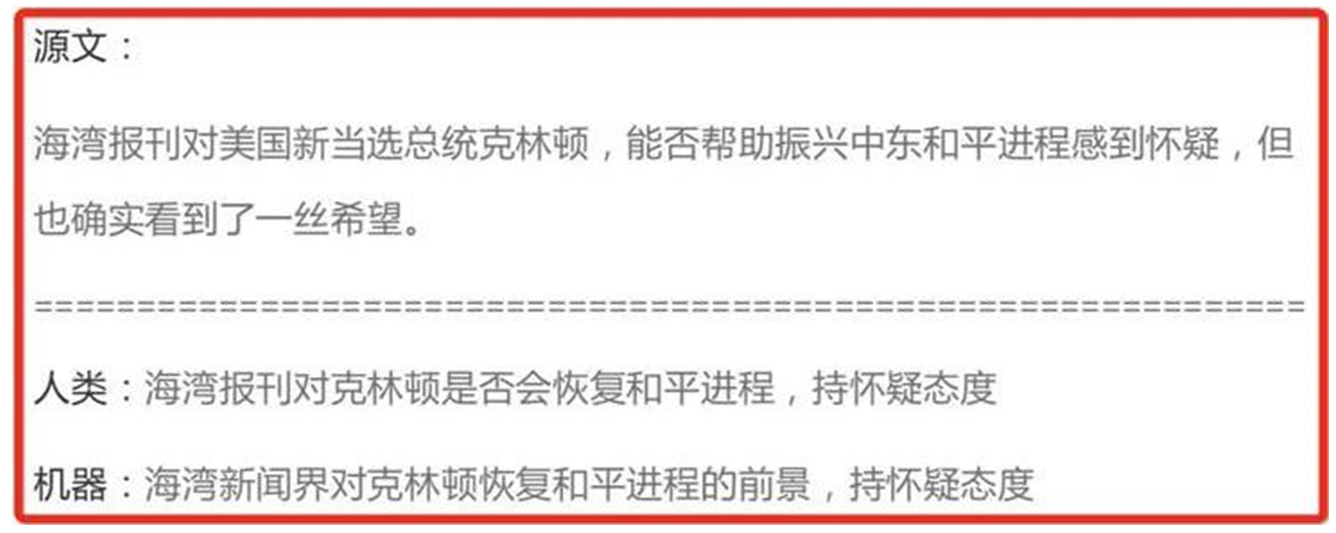 源文：
海湾报刊对美国新当选总统克林顿，能否帮助振兴中东和平进程感到怀疑，但
也确实看到了一丝希望。
==============================================================
人类：海湾报刊对克林顿是否会恢复和平进程，持怀疑态度
机器：海湾新闻界对克林顿恢复和平进程的前景，持怀疑态度